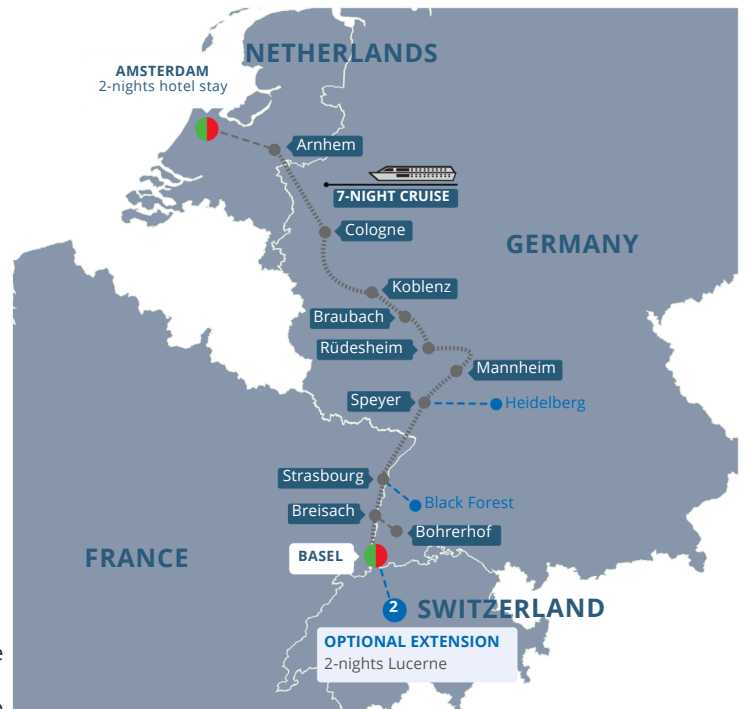 NETHERLANDS
AMSTERDAM
2-nights hotel stay
Arnhem
7-NIGHT CRUISE
Cologne
GERMANY
Koblenz
Braubach
Rüdesheim
Mannheim
Speyer
Heidelberg
Strasbourg
Black Forest
Breisach
Bohrerhof
BASEL
FRANCE
2
SWITZERLAND
OPTIONAL EXTENSION
2-nights Lucerne